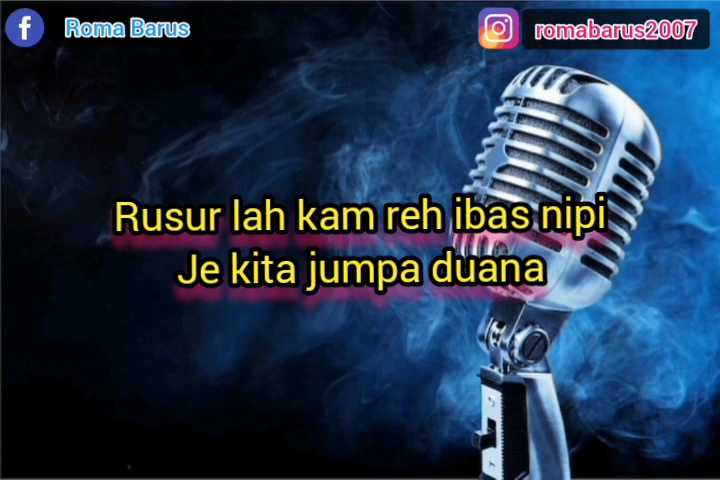 Roma Barus
romabarus2007
Rusur lah kam reh ibas nipi
Je kita jumpa duana